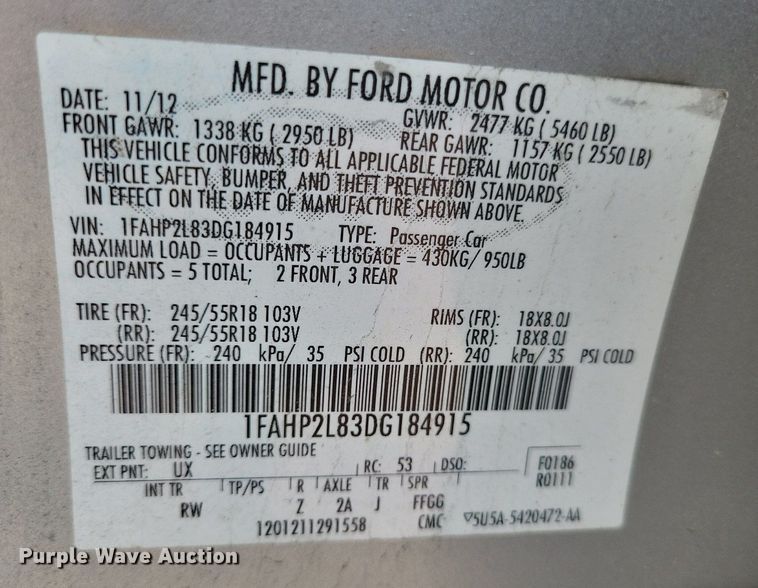 MFD. BY FORD MOTOR CO.
DATE: 11/12 GVWR: 2477 KG ( 5460 LB)
FRONT GAWR: 1338 KG ( 2950 LB) REAR GAWR: 1157 KG ( 2550 LB)
THIS VEHICLE CONFORMS TO ALL APPLICABLE FEDERAL MOTOR
VEHICLE SAFETY, BUMPER, AND THEFT PREVENTION STANDARDS
IN EFFECT ON THE DATE OF MANUFACTURE SHOWN ABOVE.
VIN: 1FAHP2L83DG184915 TYPE: Passenger Car
MAXIMUM LOAD = OCCUPANTS + LUGGAGE = 430KG/ 950LB
OCCUPANTS = 5 TOTAL; 2 FRONT, 3 REAR
TIRE (FR): 245/55R18 103V RIMS (FR): 18X8.0J
(RR): 245/55R18 103V (RR): 18X8.0J
PRESSURE (FR): 240 kPa/ 35 PSI COLD (RR): 240 kPa/ 35 PSI COLD
1FAHP2L83DG184915
TRAILER TOWING - SEE OWNER GUIDE
EXT PNT: UX RC: 53 DSO: F0186
R0111
INT TR TP/PS R AXLE TR SPR
RW Z 2A J FFGG
1201211291558 CMC 5U5A-5420472-AA
Purple Wave Auction